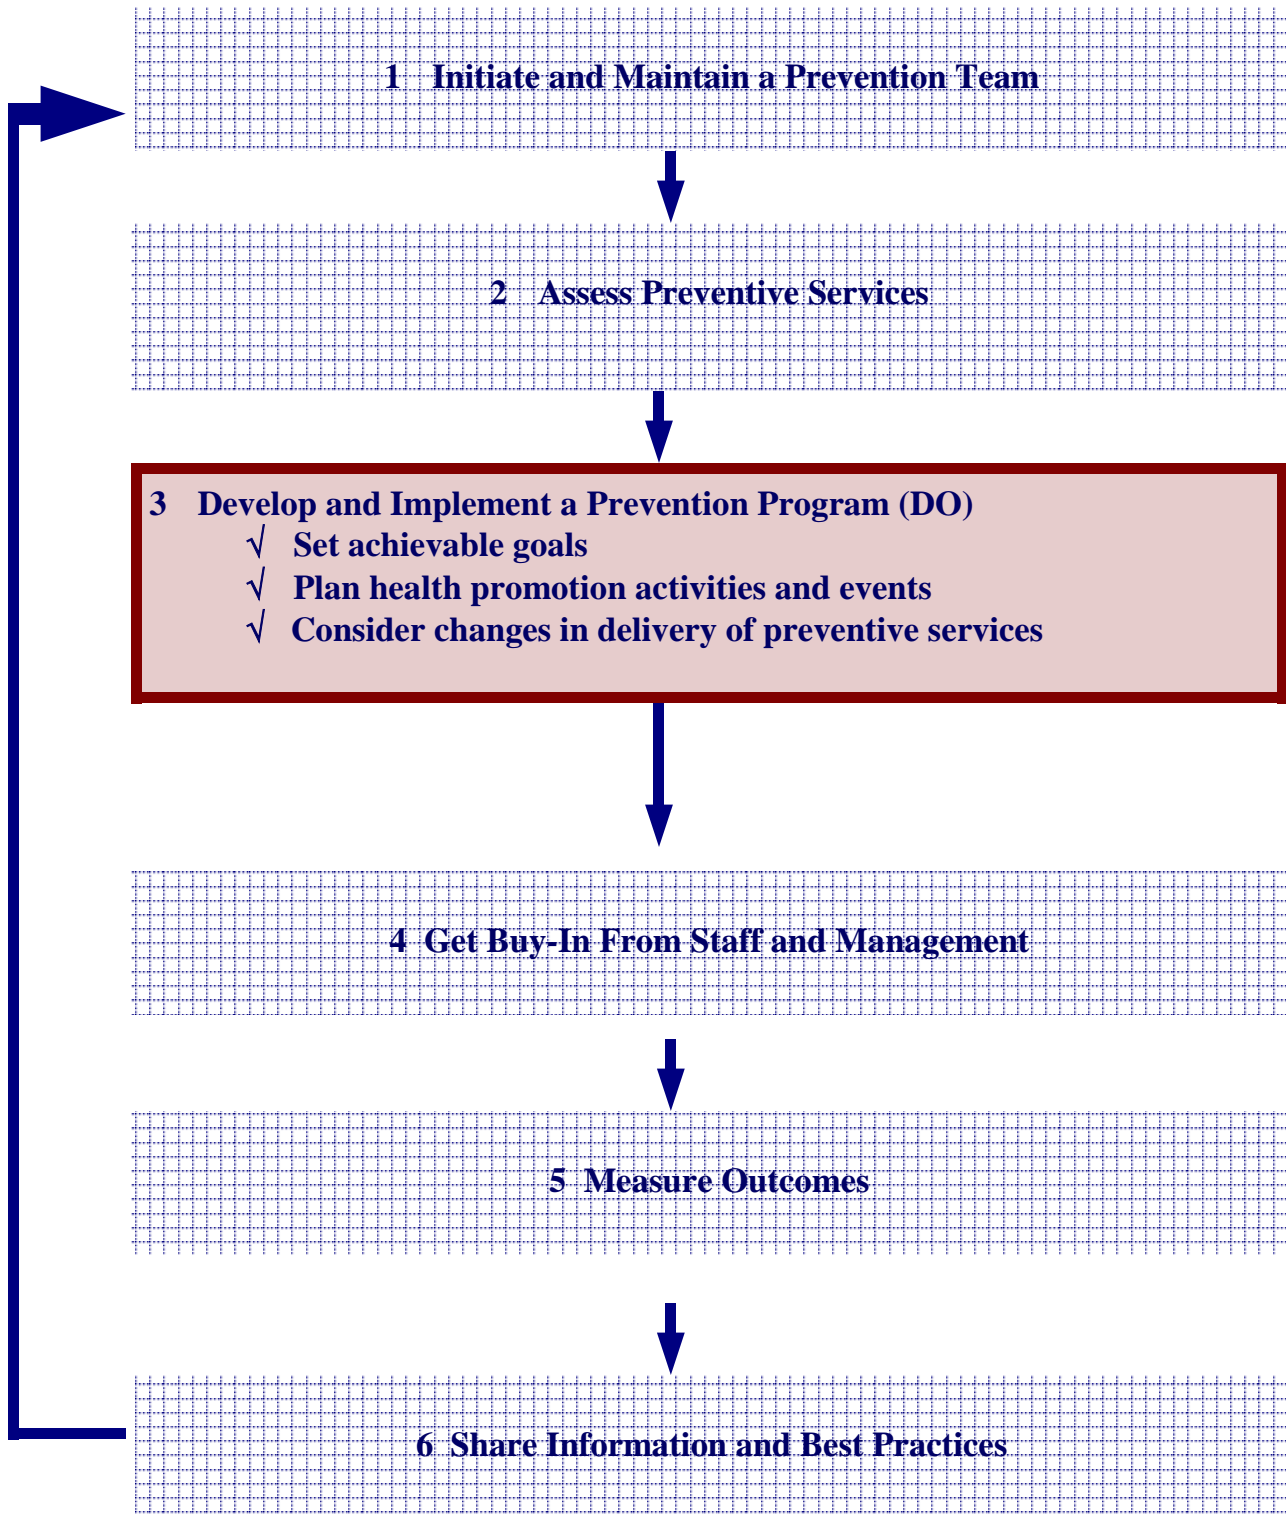 1 Initiate and Maintain a Prevention Team
2 Assess Preventive Services
3 Develop and Implement a Prevention Program (DO)
√ Set achievable goals
√ Plan health promotion activities and events
√ Consider changes in delivery of preventive services
4 Get Buy-In From Staff and Management
5 Measure Outcomes
6 Share Information and Best Practices